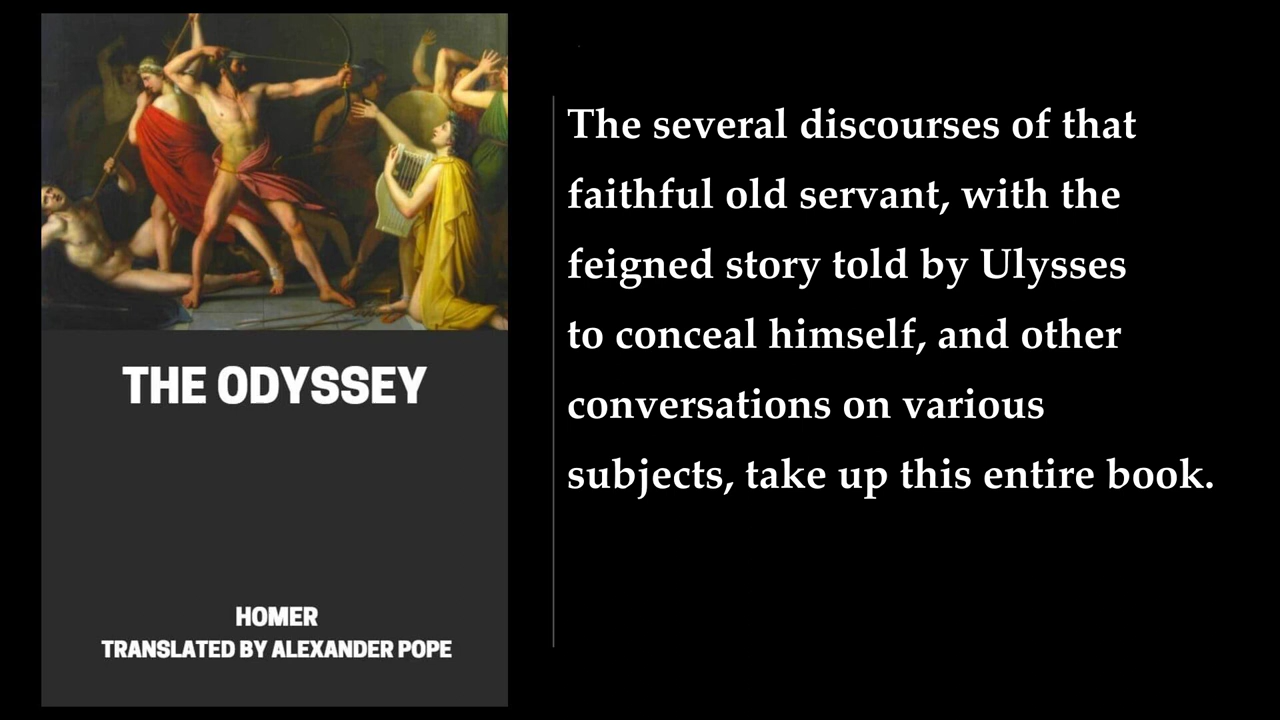 THE ODYSSEY
HOMER
TRANSLATED BY ALEXANDER POPE
The several discourses of that
faithful old servant, with the
feigned story told by Ulysses
to conceal himself, and other
conversations on various
subjects, take up this entire book.